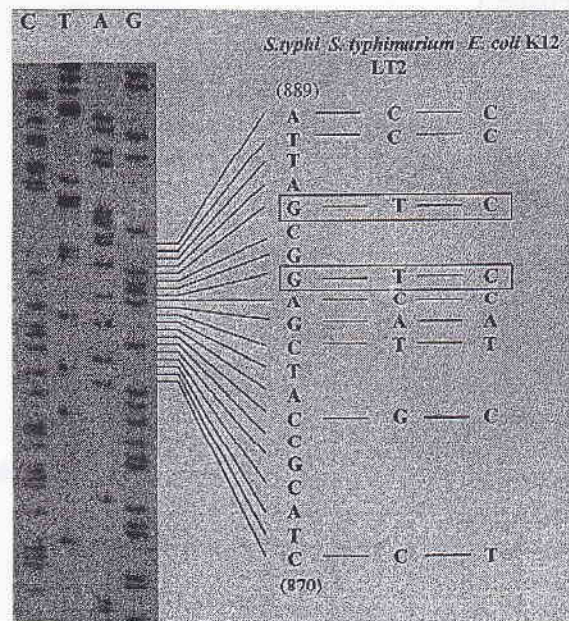 C T A G
S.typhi S. typhimurium E. coli K12
LT2
(889)
A — C — C
T — C — C
T
A
G — T — C
C
G
G — T — C
A — C — C
G — A — A
C — T — T
T
A
C — G — C
C
G
C
A
T
C — C — T
(870)